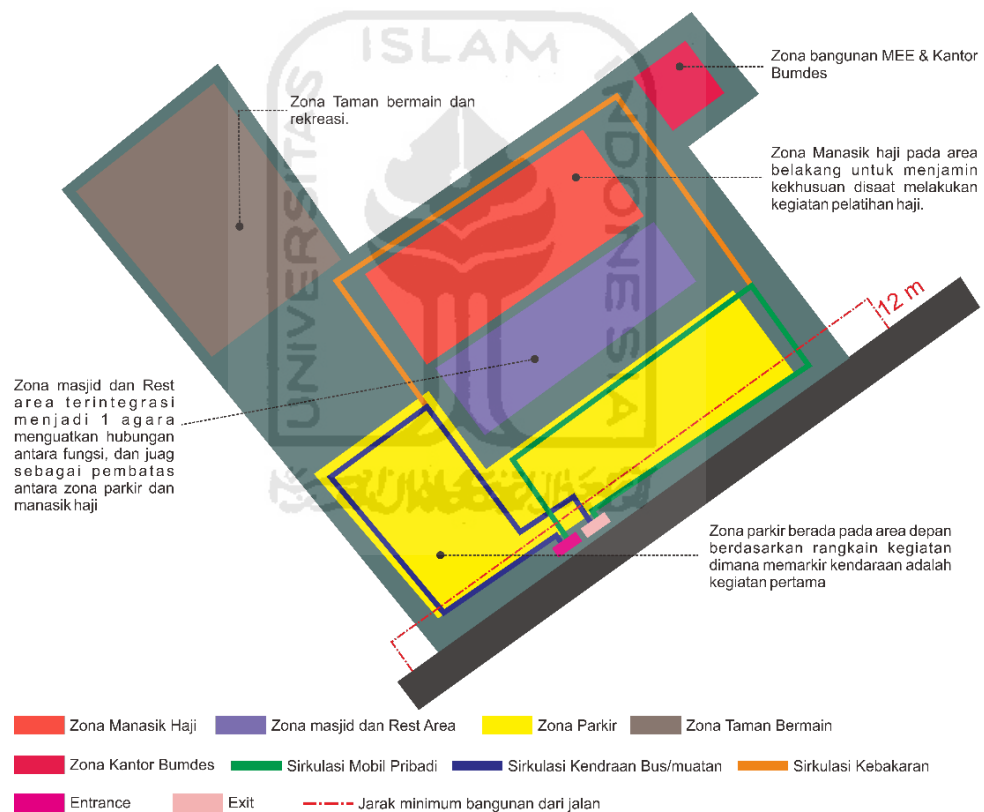 ISLAM
UNIVERSITAS
INDONESIA
Zona bangunan MEE & Kantor
Bumdes
Zona Taman bermain dan
rekreasi.
Zona Manasik haji pada area
belakang untuk menjamin
kekhusuan disaat melakukan
kegiatan pelatihan haji.
12 m
Zona masjid dan Rest
area terintegrasi
menjadi 1 agara
menguatkan hubungan
antara fungsi, dan juag
sebagai pembatas
antara zona parkir dan
manasik haji
Zona parkir berada pada area depan
berdasarkan rangkain kegiatan
dimana memarkir kendaraan adalah
kegiatan pertama
Zona Manasik Haji
Zona masjid dan Rest Area
Zona Parkir
Zona Taman Bermain
Zona Kantor Bumdes
Sirkulasi Mobil Pribadi
Sirkulasi Kendraan Bus/muatan
Sirkulasi Kebakaran
Entrance
Exit
Jarak minimum bangunan dari jalan